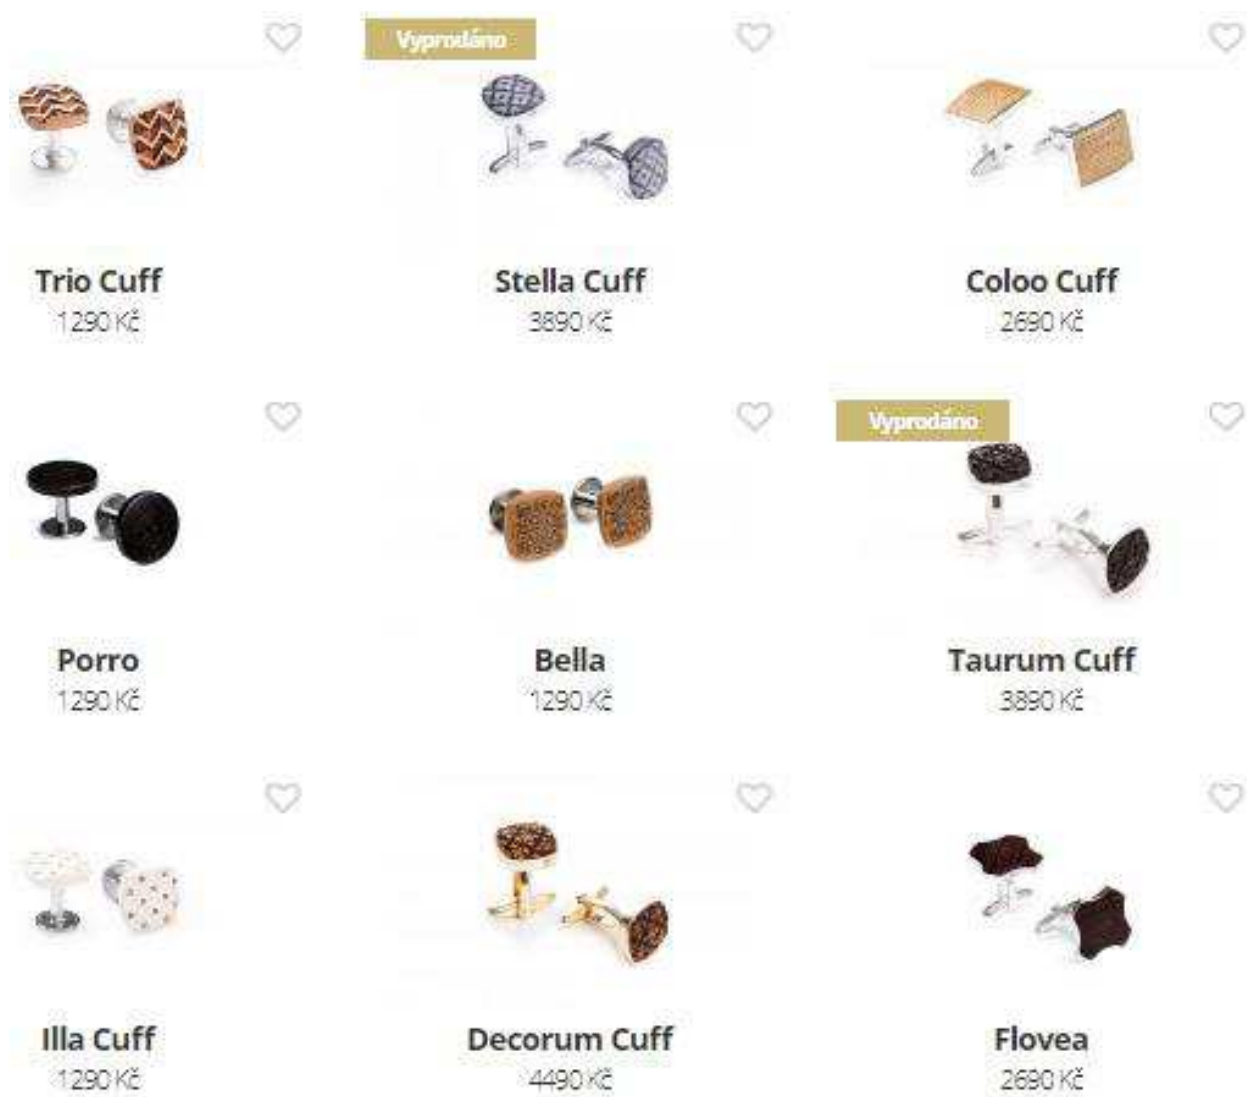 Vyprodáno
Trio Cuff
1290 Kč
Stella Cuff
3890 Kč
Coloo Cuff
2690 Kč
Vyprodáno
Porro
1290 Kč
Bella
1290 Kč
Taurum Cuff
3890 Kč
Illa Cuff
1290 Kč
Decorum Cuff
4490 Kč
Flovea
2690 Kč